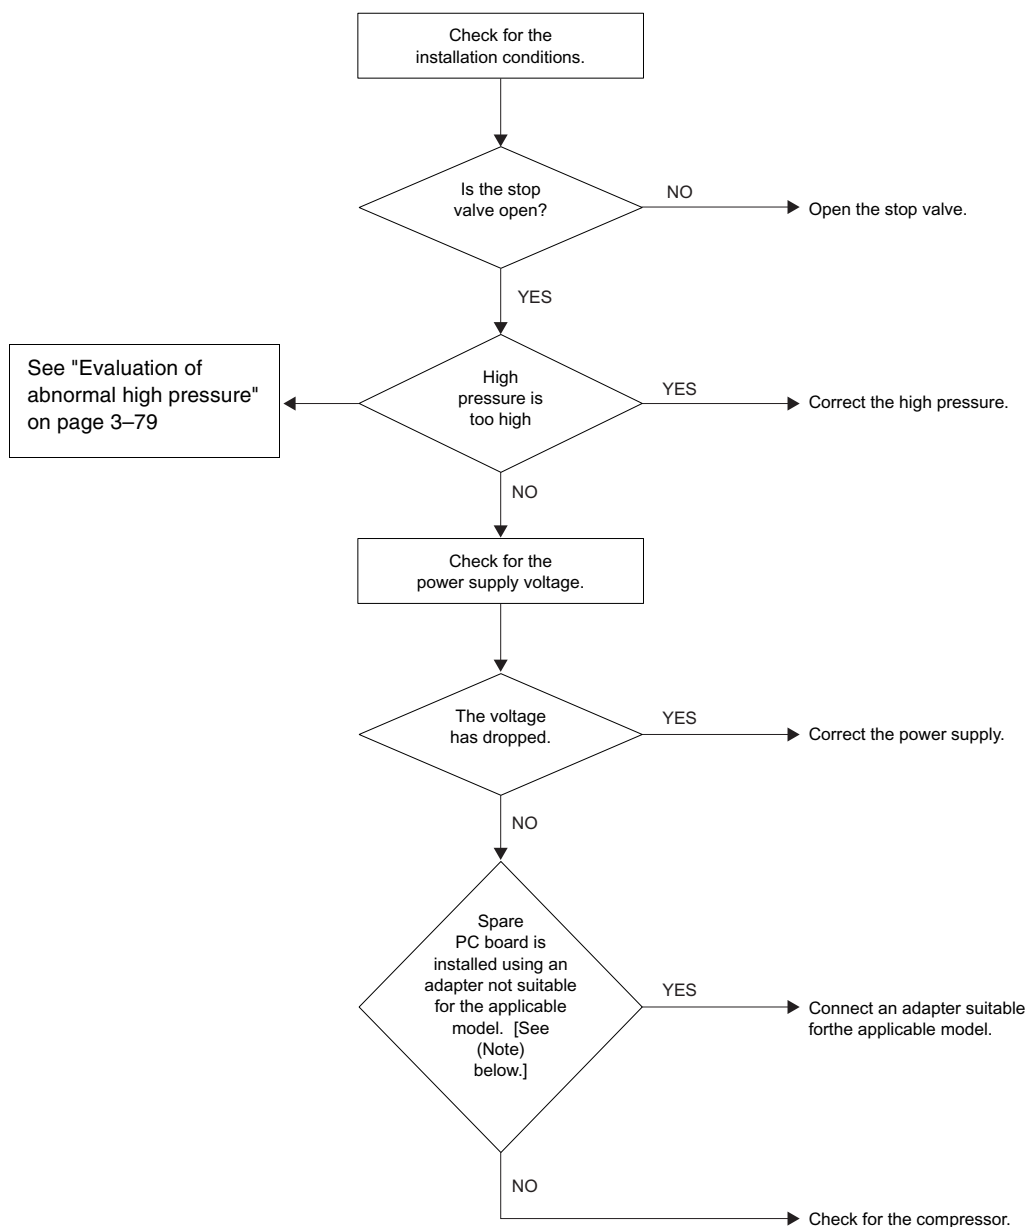 Check for the
installation conditions.
Is the stop
valve open?
NO
Open the stop valve.
YES
See "Evaluation of
abnormal high pressure"
on page 3–79
High
pressure is
too high
YES
Correct the high pressure.
NO
Check for the
power supply voltage.
The voltage
has dropped.
YES
Correct the power supply.
NO
Spare
PC board is
installed using an
adapter not suitable
for the applicable
model. [See
(Note)
below.]
YES
Connect an adapter suitable
forthe applicable model.
NO
Check for the compressor.